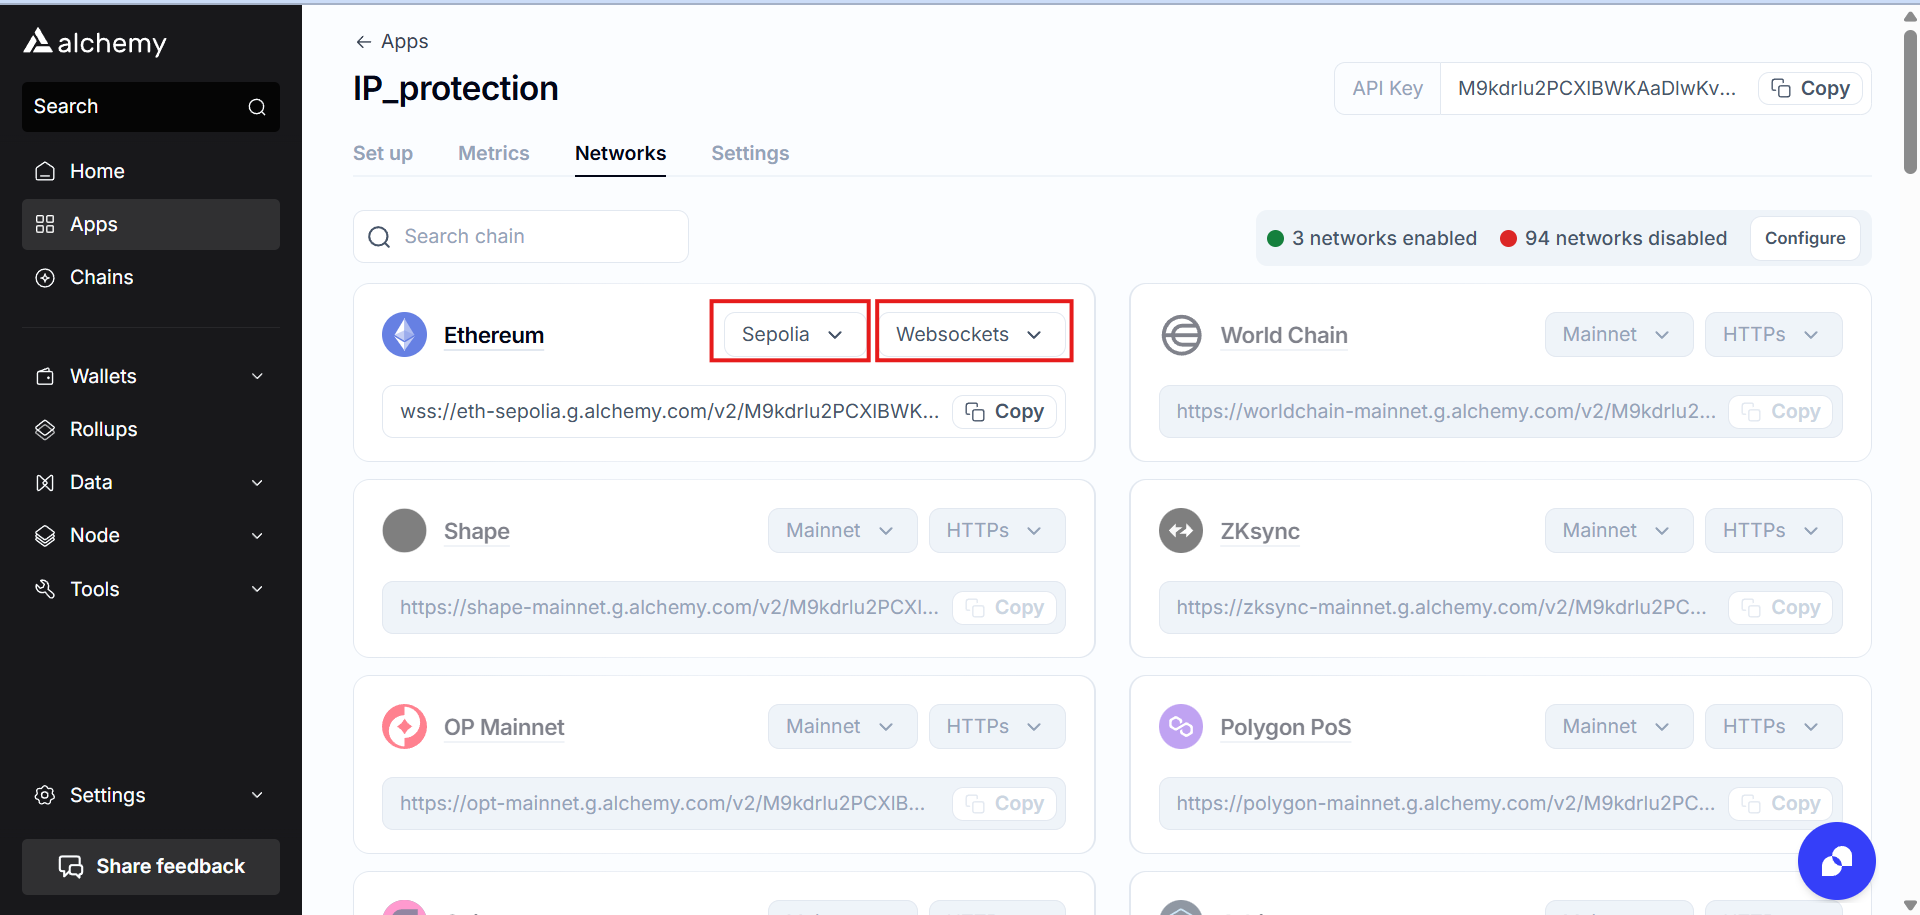 alchemy
Search
Home
Apps
Chains
Wallets
Rollups
Data
Node
Tools
Settings
Share feedback
← Apps
IP_protection
API Key M9kdrlu2PCXlBWKAaDlwKv... Copy
Set up Metrics Networks Settings
Search chain
3 networks enabled 94 networks disabled Configure
Ethereum Sepolia Websockets
wss://eth-sepolia.g.alchemy.com/v2/M9kdrlu2PCXlBWK... Copy
World Chain Mainnet HTTPs
https://worldchain-mainnet.g.alchemy.com/v2/M9kdrlu2... Copy
Shape Mainnet HTTPs
https://shape-mainnet.g.alchemy.com/v2/M9kdrlu2PCXl... Copy
ZKsync Mainnet HTTPs
https://zksync-mainnet.g.alchemy.com/v2/M9kdrlu2PC... Copy
OP Mainnet Mainnet HTTPs
https://opt-mainnet.g.alchemy.com/v2/M9kdrlu2PCXlB... Copy
Polygon PoS Mainnet HTTPs
https://polygon-mainnet.g.alchemy.com/v2/M9kdrlu2PC... Copy